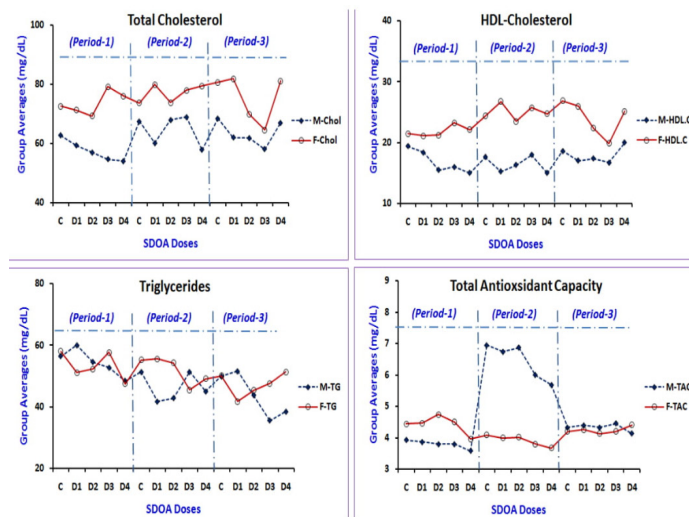 Total Cholesterol
100
80
60
40
Group Averages (mg/dL)
(Period-1) (Period-2) (Period-3)
M-Chol
F-Chol
C D1 D2 D3 D4 C D1 D2 D3 D4 C D1 D2 D3 D4
SDOA Doses
HDL-Cholesterol
40
30
20
10
Group Averages (mg/dL)
(Period-1) (Period-2) (Period-3)
M-HDL.C
F-HDL.C
C D1 D2 D3 D4 C D1 D2 D3 D4 C D1 D2 D3 D4
SDOA Doses
Triglycerides
80
60
40
20
Group Averages (mg/dL)
(Period-1) (Period-2) (Period-3)
M-TG
F-TG
C D1 D2 D3 D4 C D1 D2 D3 D4 C D1 D2 D3 D4
SDOA Doses
Total Antioxsidant Capacity
9
8
7
6
5
4
3
Group Averages (mg/dL)
(Period-1) (Period-2) (Period-3)
M-TAC
F-TAC
C D1 D2 D3 D4 C D1 D2 D3 D4 C D1 D2 D3 D4
SDOA Doses